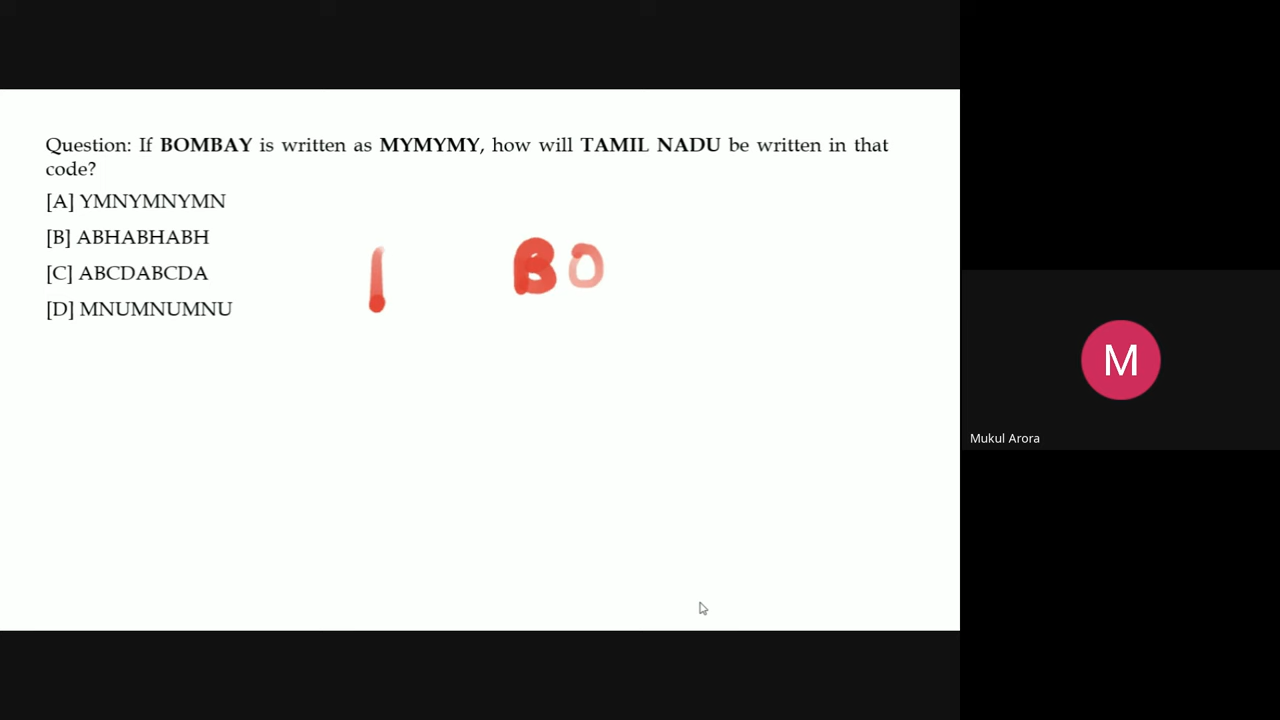 Question: If BOMBAY is written as MYMYMY, how will TAMIL NADU be written in that
code?
[A] YMNYMNYMN
[B] ABHABHABH
[C] ABCDABCDA
[D] MNUMNUMNU
1 BO
M
Mukul Arora